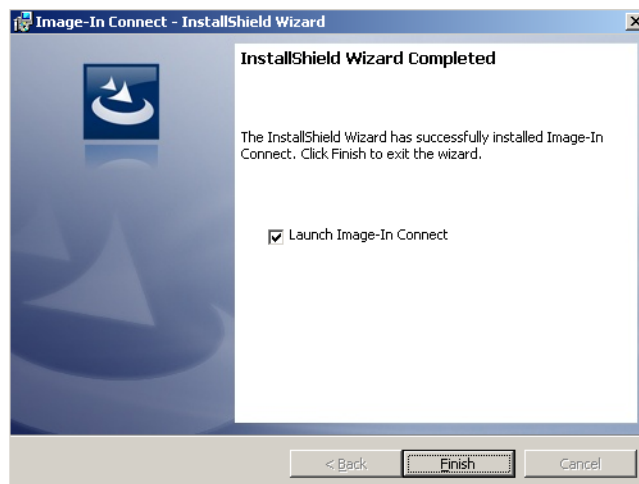 Image-In Connect - InstallShield Wizard
InstallShield Wizard Completed
The InstallShield Wizard has successfully installed Image-In
Connect. Click Finish to exit the wizard.
Launch Image-In Connect
< Back Finish Cancel